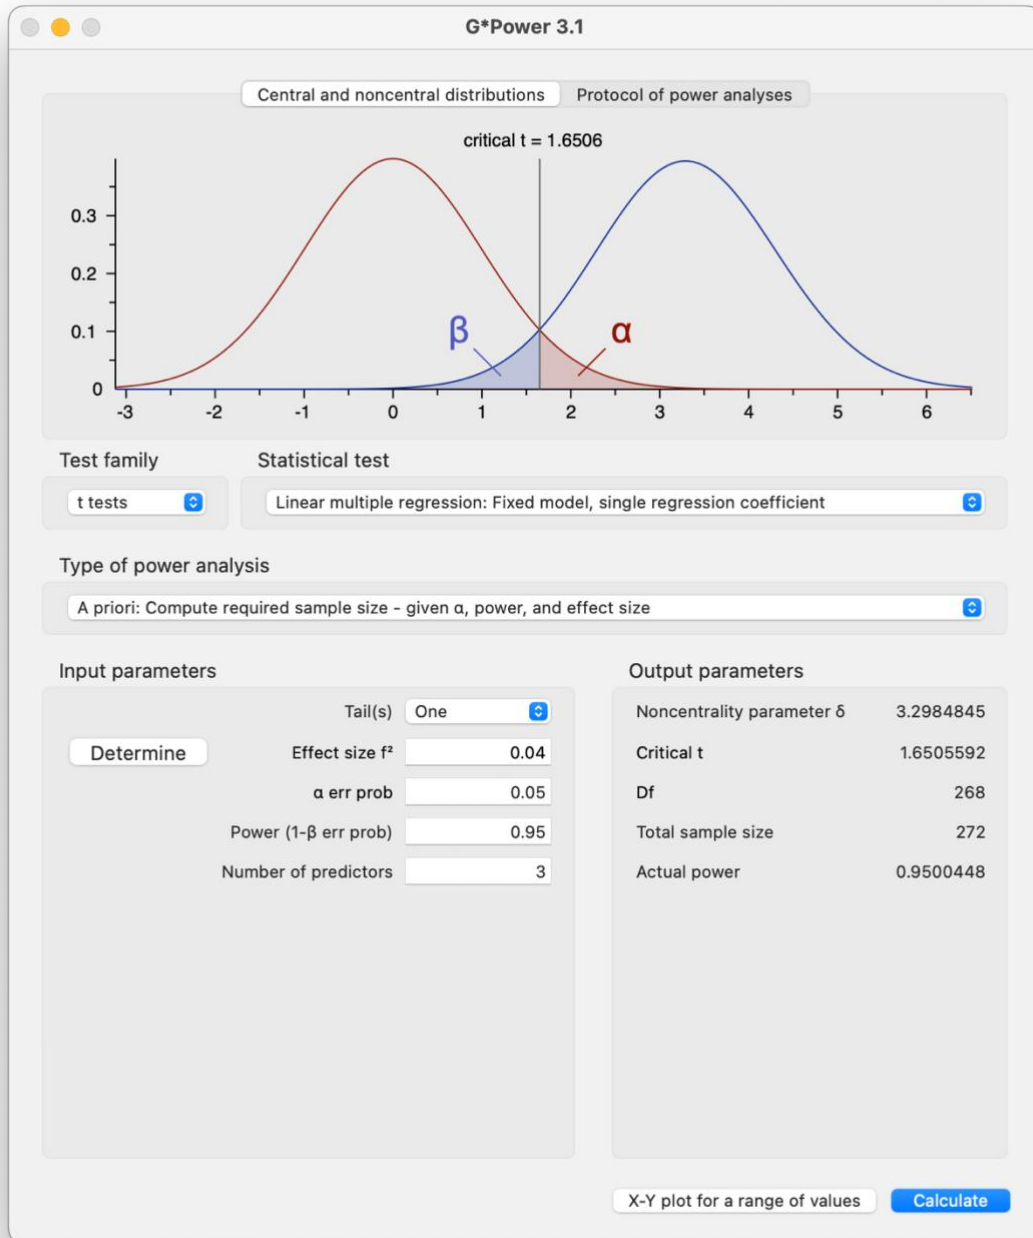 G*Power 3.1
Central and noncentral distributions Protocol of power analyses
critical t = 1.6506
0.3
0.2
0.1
0
β α
-3 -2 -1 0 1 2 3 4 5 6
Test family Statistical test
t tests Linear multiple regression: Fixed model, single regression coefficient
Type of power analysis
A priori: Compute required sample size - given α, power, and effect size
Input parameters
Tail(s) One
Determine Effect size f² 0.04
α err prob 0.05
Power (1-β err prob) 0.95
Number of predictors 3
Output parameters
Noncentrality parameter δ 3.2984845
Critical t 1.6505592
Df 268
Total sample size 272
Actual power 0.9500448
X-Y plot for a range of values Calculate